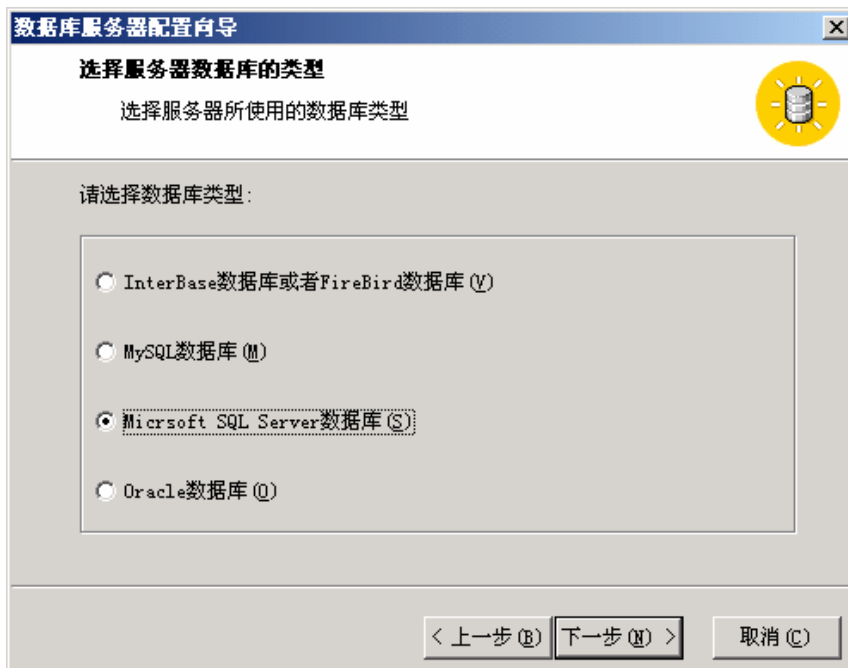 数据库服务器配置向导
选择服务器数据库的类型
选择服务器所使用的数据库类型
请选择数据库类型:
InterBase数据库或者FireBird数据库(V)
MySQL数据库(M)
Micrsoft SQL Server数据库(S)
Oracle数据库(O)
< 上一步(B) 下一步(N) > 取消(C)